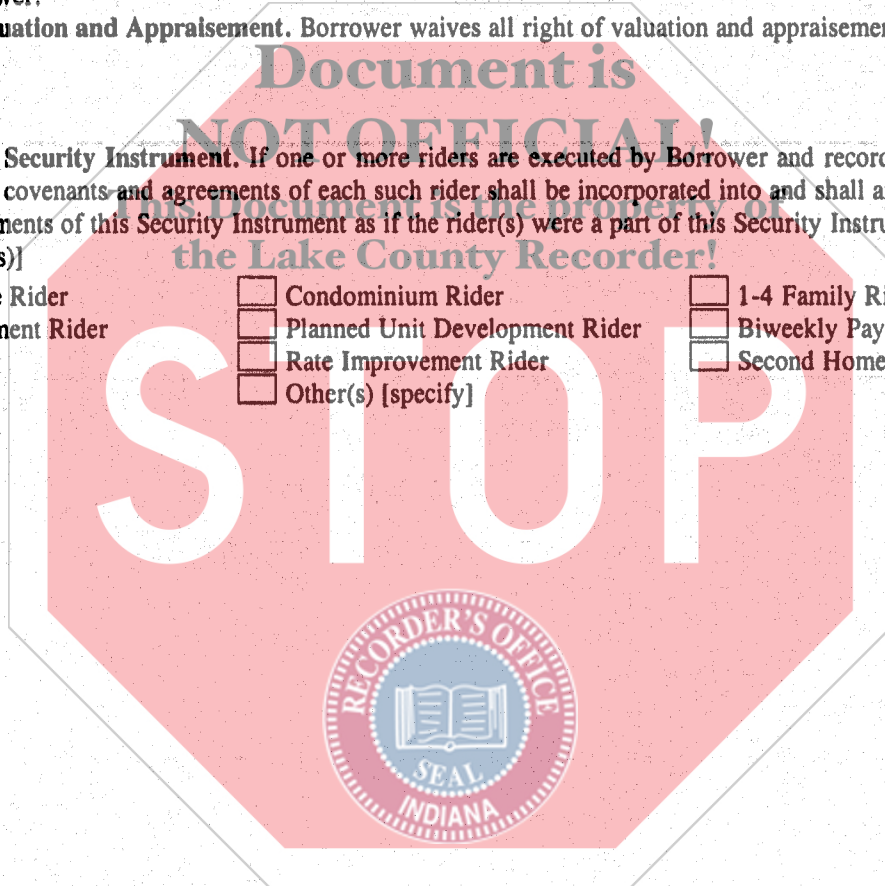 wer.
uation and Appraisement. Borrower waives all right of valuation and appraisemen
Document is
NOT OFFICIAL!
Security Instrument. If one or more riders are executed by Borrower and record
covenants and agreements of each such rider shall be incorporated into and shall a
This Document is the property of
nents of this Security Instrument as if the rider(s) were a part of this Security Instru
the Lake County Recorder!
s)]
Rider
Condominium Rider
1-4 Family Ri
ment Rider
Planned Unit Development Rider
Biweekly Pay
Rate Improvement Rider
Second Home
Other(s) [specify]
STOP
RECORDER'S OFFICE
SEAL
INDIANA